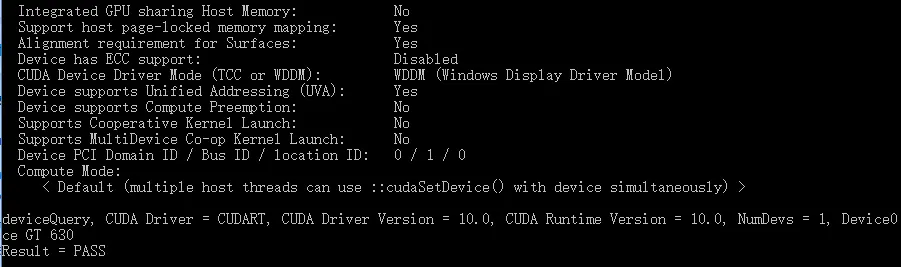 Integrated GPU sharing Host Memory: No
Support host page-locked memory mapping: Yes
Alignment requirement for Surfaces: Yes
Device has ECC support: Disabled
CUDA Device Driver Mode (TCC or WDDM): WDDM (Windows Display Driver Model)
Device supports Unified Addressing (UVA): Yes
Device supports Compute Preemption: No
Supports Cooperative Kernel Launch: No
Supports MultiDevice Co-op Kernel Launch: No
Device PCI Domain ID / Bus ID / location ID: 0 / 1 / 0
Compute Mode:
< Default (multiple host threads can use ::cudaSetDevice() with device simultaneously) >
deviceQuery, CUDA Driver = CUDART, CUDA Driver Version = 10.0, CUDA Runtime Version = 10.0, NumDevs = 1, Device0
ce GT 630
Result = PASS